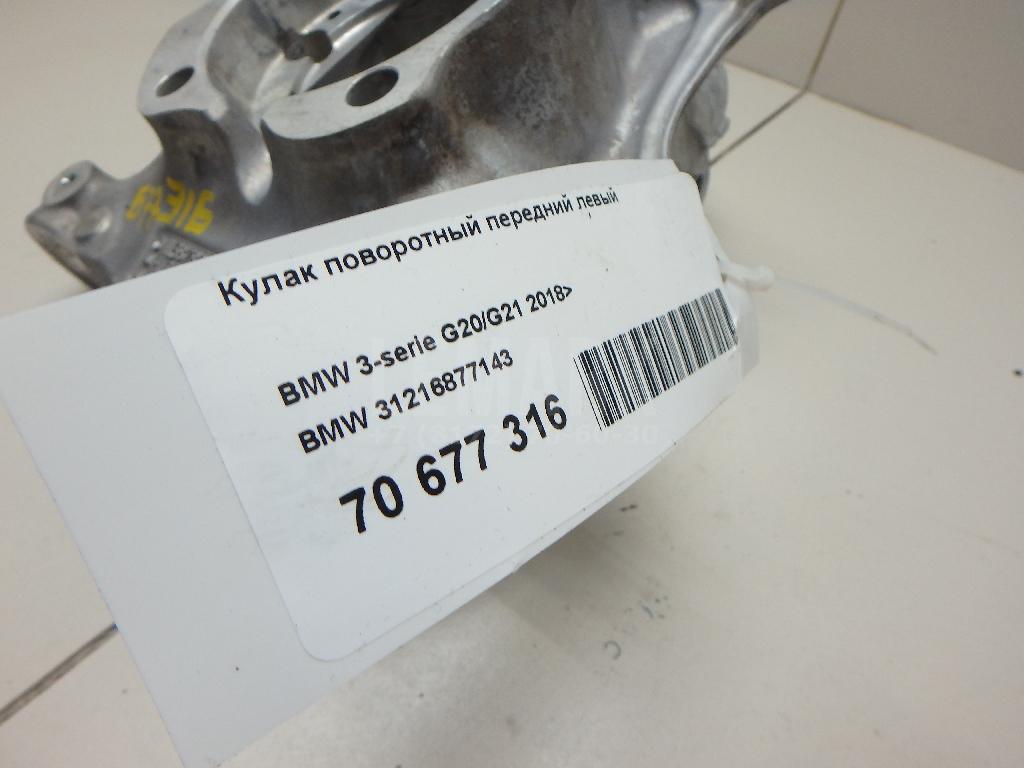 Кулак поворотный передний левый
BMW 3-serie G20/G21 2018>
BMW 31216877143
70 677 316